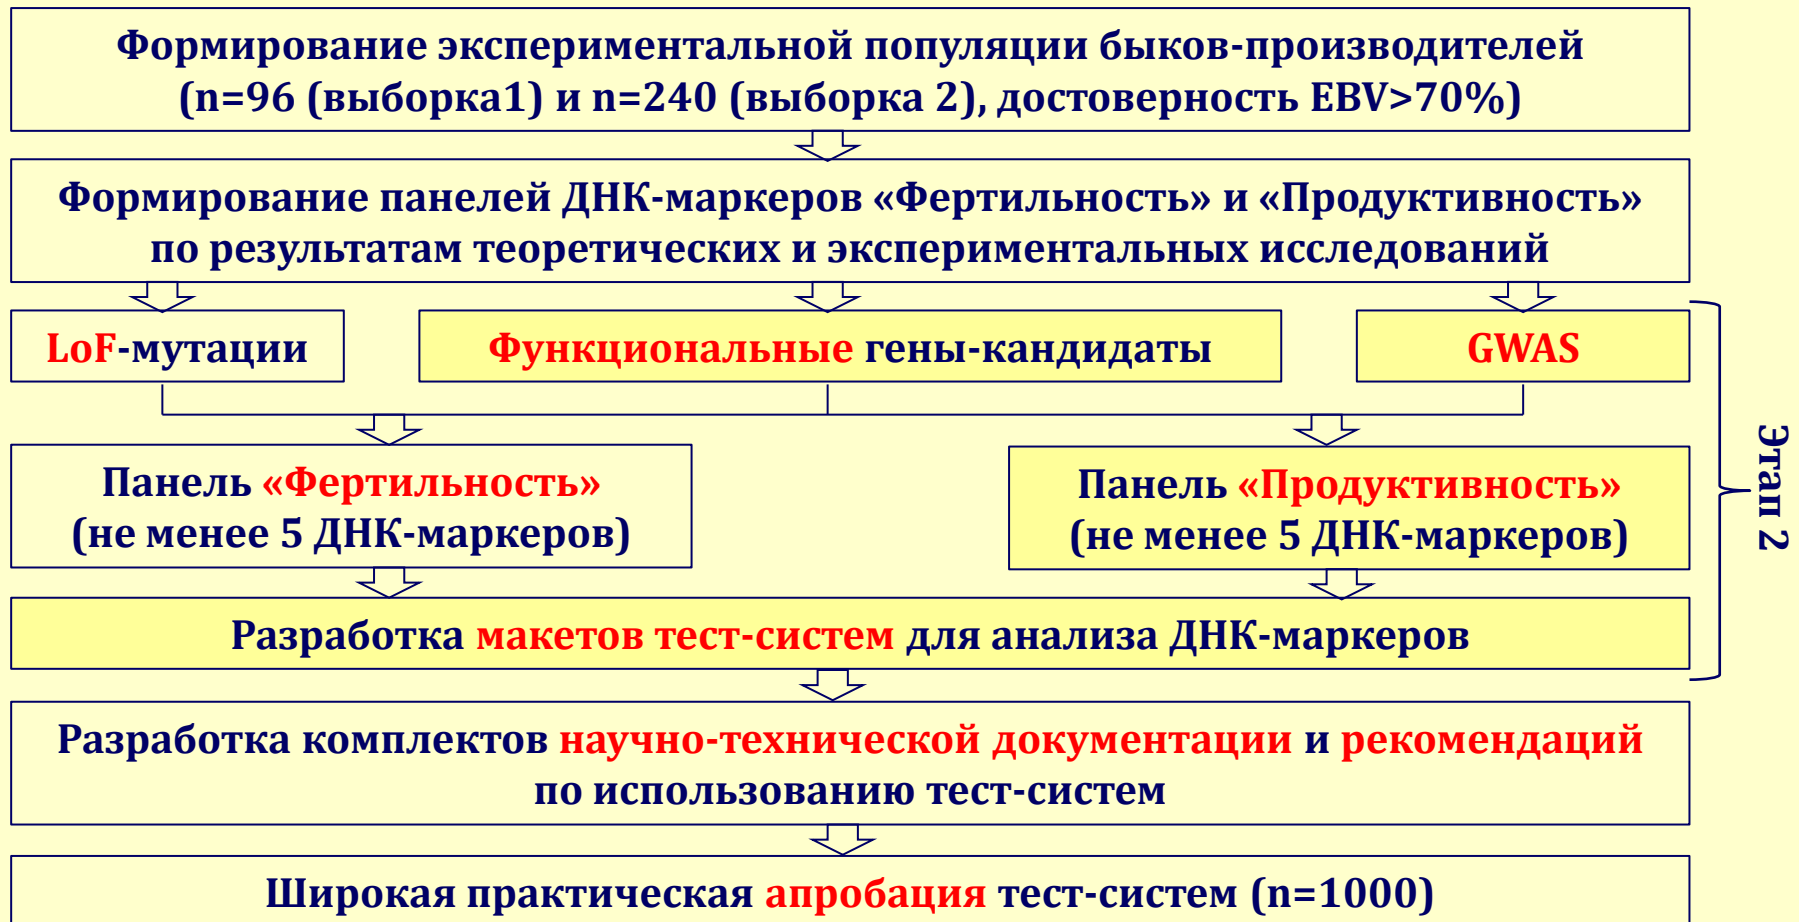 Формирование экспериментальной популяции быков-производителей
(n=96 (выборка1) и n=240 (выборка 2), достоверность EBV>70%)
Формирование панелей ДНК-маркеров «Фертильность» и «Продуктивность»
по результатам теоретических и экспериментальных исследований
LoF-мутации
Функциональные гены-кандидаты
GWAS
Панель «Фертильность»
(не менее 5 ДНК-маркеров)
Панель «Продуктивность»
(не менее 5 ДНК-маркеров)
Этап 2
Разработка макетов тест-систем для анализа ДНК-маркеров
Разработка комплектов научно-технической документации и рекомендаций
по использованию тест-систем
Широкая практическая апробация тест-систем (n=1000)